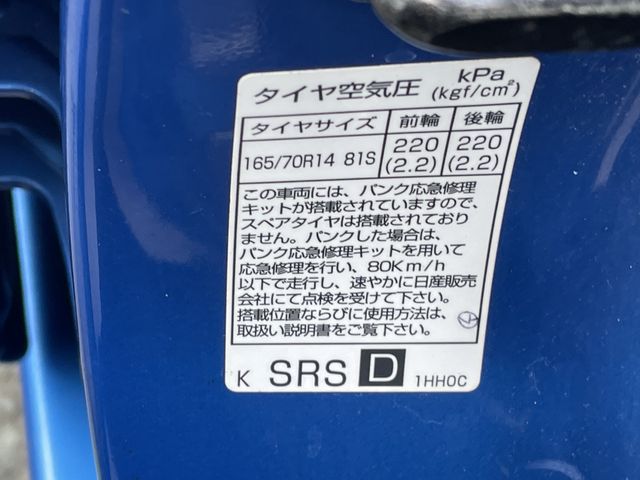 タイヤ空気圧 kPa (kgf/cm²)
タイヤサイズ 前輪 後輪
165/70R14 81S 220 (2.2) 220 (2.2)
この車両には、パンク応急修理
キットが搭載されていますので、
スペアタイヤは搭載されており
ません。パンクした場合は、
パンク応急修理キットを用いて
応急修理を行い、80Km/h
以下で走行し、速やかに日産販売
会社にて点検を受けて下さい。
搭載位置ならびに使用方法は、
取扱い説明書をご覧下さい。
K SRS D 1HH0C